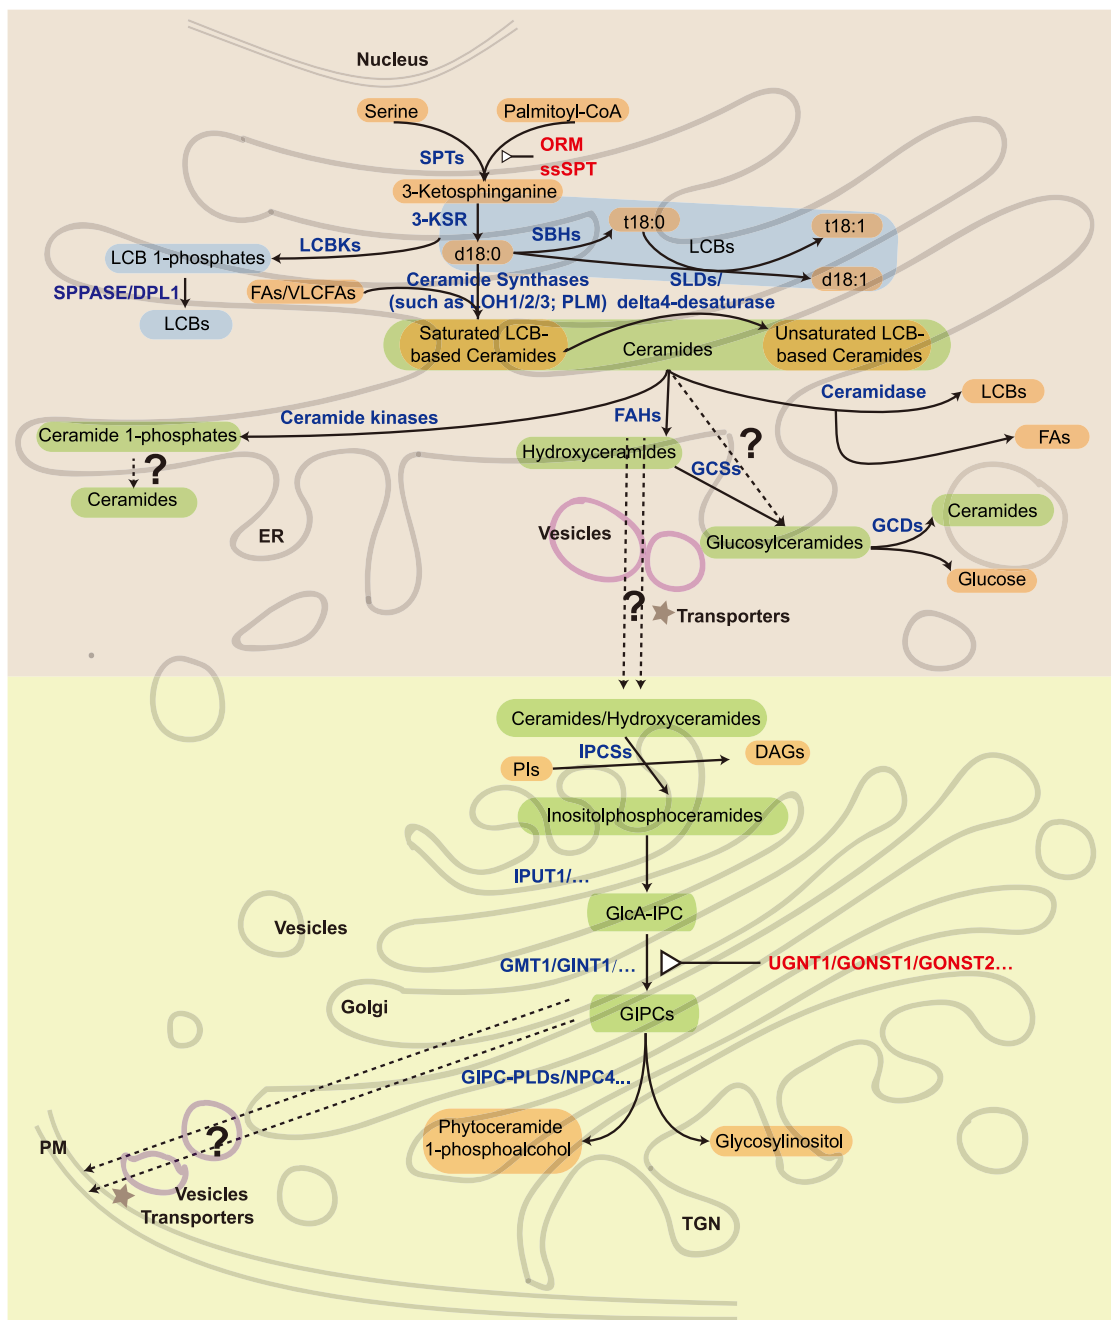 Nucleus
Serine
Palmitoyl-CoA
SPTs
ORM
ssSPT
3-Ketosphinganine
3-KSR
SBHs
t18:0
LCBs
t18:1
LCBKs
d18:0
LCB 1-phosphates
SLDs/
delta4-desaturase
d18:1
SPPASE/DPL1
FAs/VLCFAs
Ceramide Synthases
(such as LOH1/2/3; PLM)
LCBs
Saturated LCB-
based Ceramides
Ceramides
Unsaturated LCB-
based Ceramides
Ceramidase
LCBs
FAs
Ceramide kinases
FAHs
Ceramide 1-phosphates
?
Ceramides
Hydroxyceramides
GCSs
?
ER
Vesicles
Glucosylceramides
GCDs
Ceramides
Glucose
?
Transporters
Ceramides/Hydroxyceramides
IPCSs
PIs
DAGs
Inositolphosphoceramides
IPUT1/...
GlcA-IPC
Vesicles
GMT1/GINT1/...
UGNT1/GONST1/GONST2...
Golgi
GIPCs
GIPC-PLDs/NPC4...
Phytoceramide
1-phosphoalcohol
Glycosylinositol
PM
?
Vesicles
Transporters
TGN